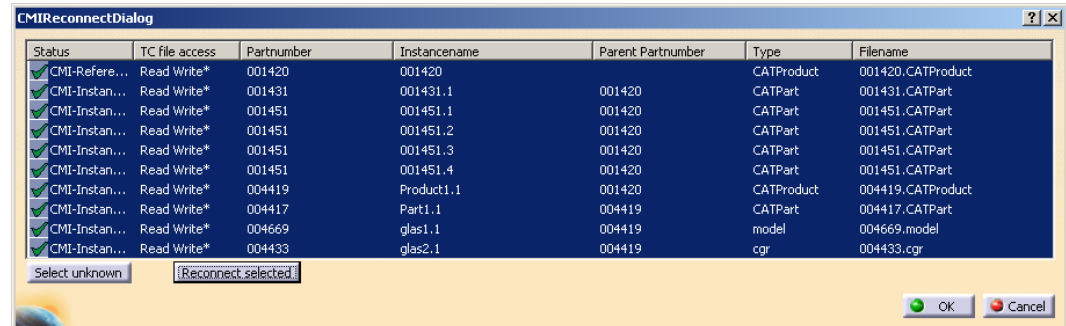 CMIReconnectDialog
Status TC file access Partnumber Instancename Parent Partnumber Type Filename
CMI-Refere... Read Write* 001420 001420 CATProduct 001420.CATProduct
CMI-Instan... Read Write* 001431 001431.1 001420 CATPart 001431.CATPart
CMI-Instan... Read Write* 001451 001451.1 001420 CATPart 001451.CATPart
CMI-Instan... Read Write* 001451 001451.2 001420 CATPart 001451.CATPart
CMI-Instan... Read Write* 001451 001451.3 001420 CATPart 001451.CATPart
CMI-Instan... Read Write* 001451 001451.4 001420 CATPart 001451.CATPart
CMI-Instan... Read Write* 004419 Product1.1 001420 CATProduct 004419.CATProduct
CMI-Instan... Read Write* 004417 Part1.1 004419 CATPart 004417.CATPart
CMI-Instan... Read Write* 004669 glas1.1 004419 model 004669.model
CMI-Instan... Read Write* 004433 glas2.1 004419 cgr 004433.cgr
Select unknown Reconnect selected
OK Cancel